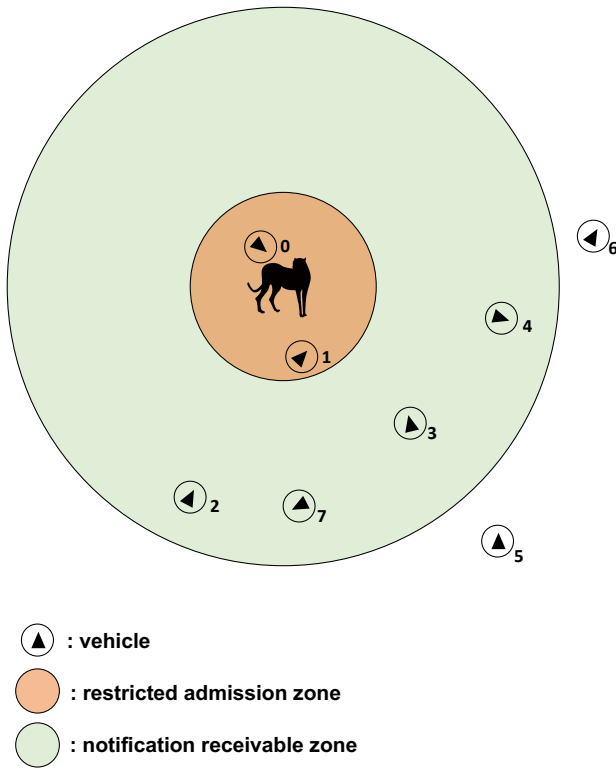 0
6
4
1
3
2
7
5
: vehicle
: restricted admission zone
: notification receivable zone